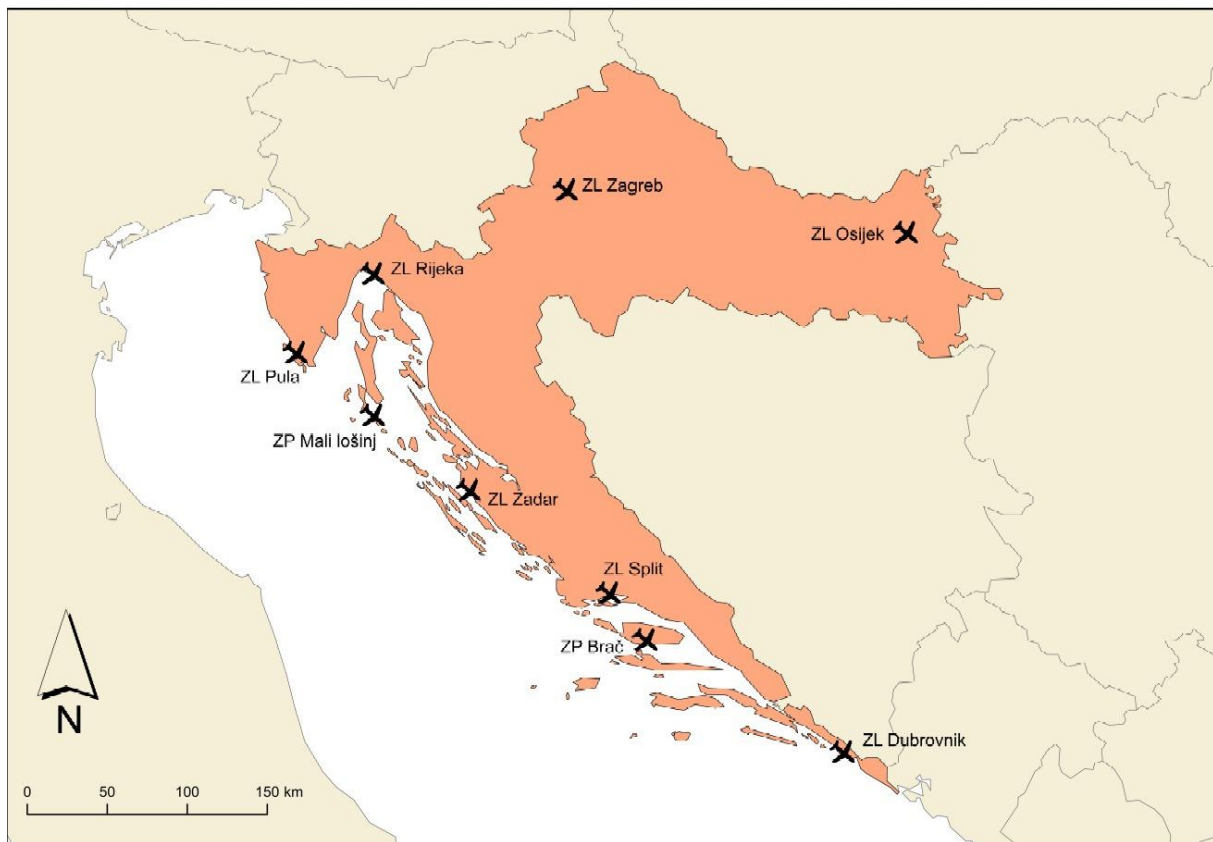 ZL Zagreb
ZL Osijek
ZL Rijeka
ZL Pula
ZP Mali lošinj
ZL Zadar
ZL Split
ZP Brač
ZL Dubrovnik
N
0 50 100 150 km